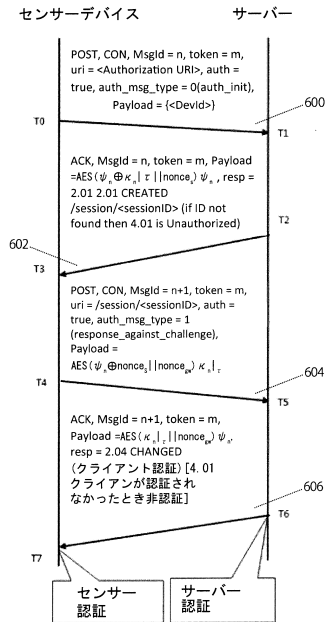 センサーデバイス
サーバー
POST, CON, MsgId = n, token = m,
uri = <Authorization URI>, auth =
true, auth_msg_type = 0(auth_init),
Payload = {<DevId>}
600
T0
T1
ACK, MsgId = n, token = m, Payload
=AES(ψn⊕κn|τ||nonces)ψn, resp =
2.01 2.01 CREATED
/session/<sessionID> (if ID not
found then 4.01 is Unauthorized)
T2
602
T3
POST, CON, MsgId = n+1, token = m,
uri = /session/<sessionID>, auth =
true, auth_msg_type = 1
(response_against_challenge),
Payload =
AES(ψn⊕nonceS||noncegw)κn|τ
T4
604
T5
ACK, MsgId = n+1, token = m,
Payload =AES(κn|τ||noncegw)ψn,
resp = 2.04 CHANGED
(クライアント認証)[4.01
クライアンが認証され
なかったとき非認証]
606
T6
T7
センサー
認証
サーバー
認証